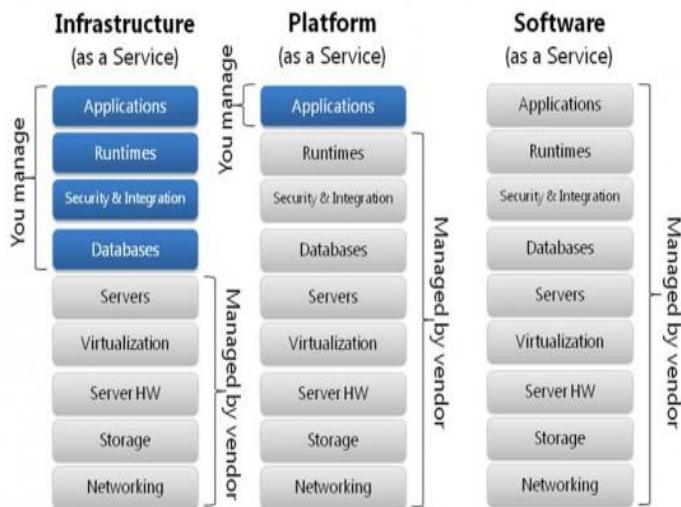 Infrastructure
(as a Service)
You manage
Applications
Runtimes
Security & Integration
Databases
Servers
Virtualization
Server HW
Storage
Networking
Managed by vendor
Platform
(as a Service)
You manage
Applications
Runtimes
Security & Integration
Databases
Servers
Virtualization
Server HW
Storage
Networking
Managed by vendor
Software
(as a Service)
Applications
Runtimes
Security & Integration
Databases
Servers
Virtualization
Server HW
Storage
Networking
Managed by vendor